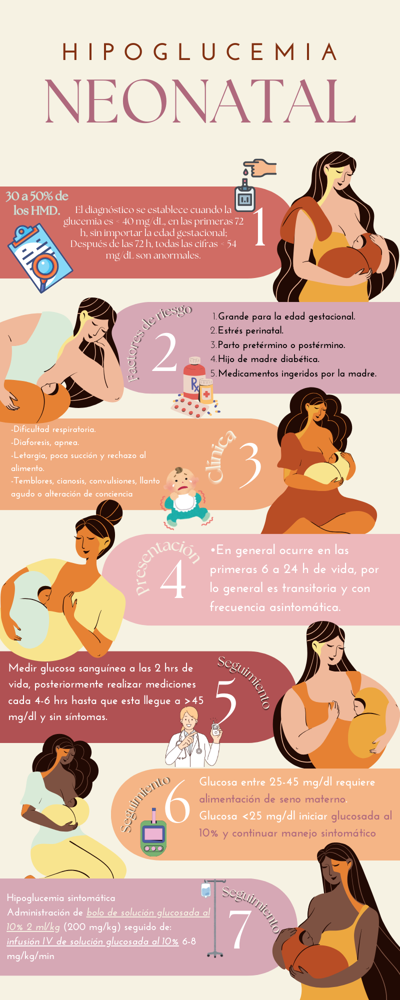 HIPOGLUCEMIA
NEONATAL
30 a 50% de
los HMD.
El diagnóstico se establece cuando la
glucemia es < 40 mg/dL, en las primeras 72
h, sin importar la edad gestacional;
Después de las 72 h, todas las cifras < 54
mg/dL son anormales.
1
Factores de riesgo
2
1. Grande para la edad gestacional.
2. Estrés perinatal.
3. Parto pretérmino o postérmino.
4. Hijo de madre diabética.
5. Medicamentos ingeridos por la madre.
Rx
-Dificultad respiratoria.
-Diaforesis, apnea.
-Letargia, poca succión y rechazo al
alimento.
-Temblores, cianosis, convulsiones, llanto
agudo o alteración de conciencia
Clínica
3
Presentación
4
•En general ocurre en las
primeras 6 a 24 h de vida, por
lo general es transitoria y con
frecuencia asintomática.
Medir glucosa sanguínea a las 2 hrs de
vida, posteriormente realizar mediciones
cada 4-6 hrs hasta que esta llegue a >45
mg/dl y sin síntomas.
Seguimiento
5
Seguimiento
6
Glucosa entre 25-45 mg/dl requiere
alimentación de seno materno.
Glucosa <25 mg/dl iniciar glucosada al
10% y continuar manejo sintomático
Hipoglucemia sintomática
Administración de bolo de solución glucosada al
10% 2 ml/kg (200 mg/kg) seguido de:
infusión IV de solución glucosada al 10% 6-8
mg/kg/min
Seguimiento
7